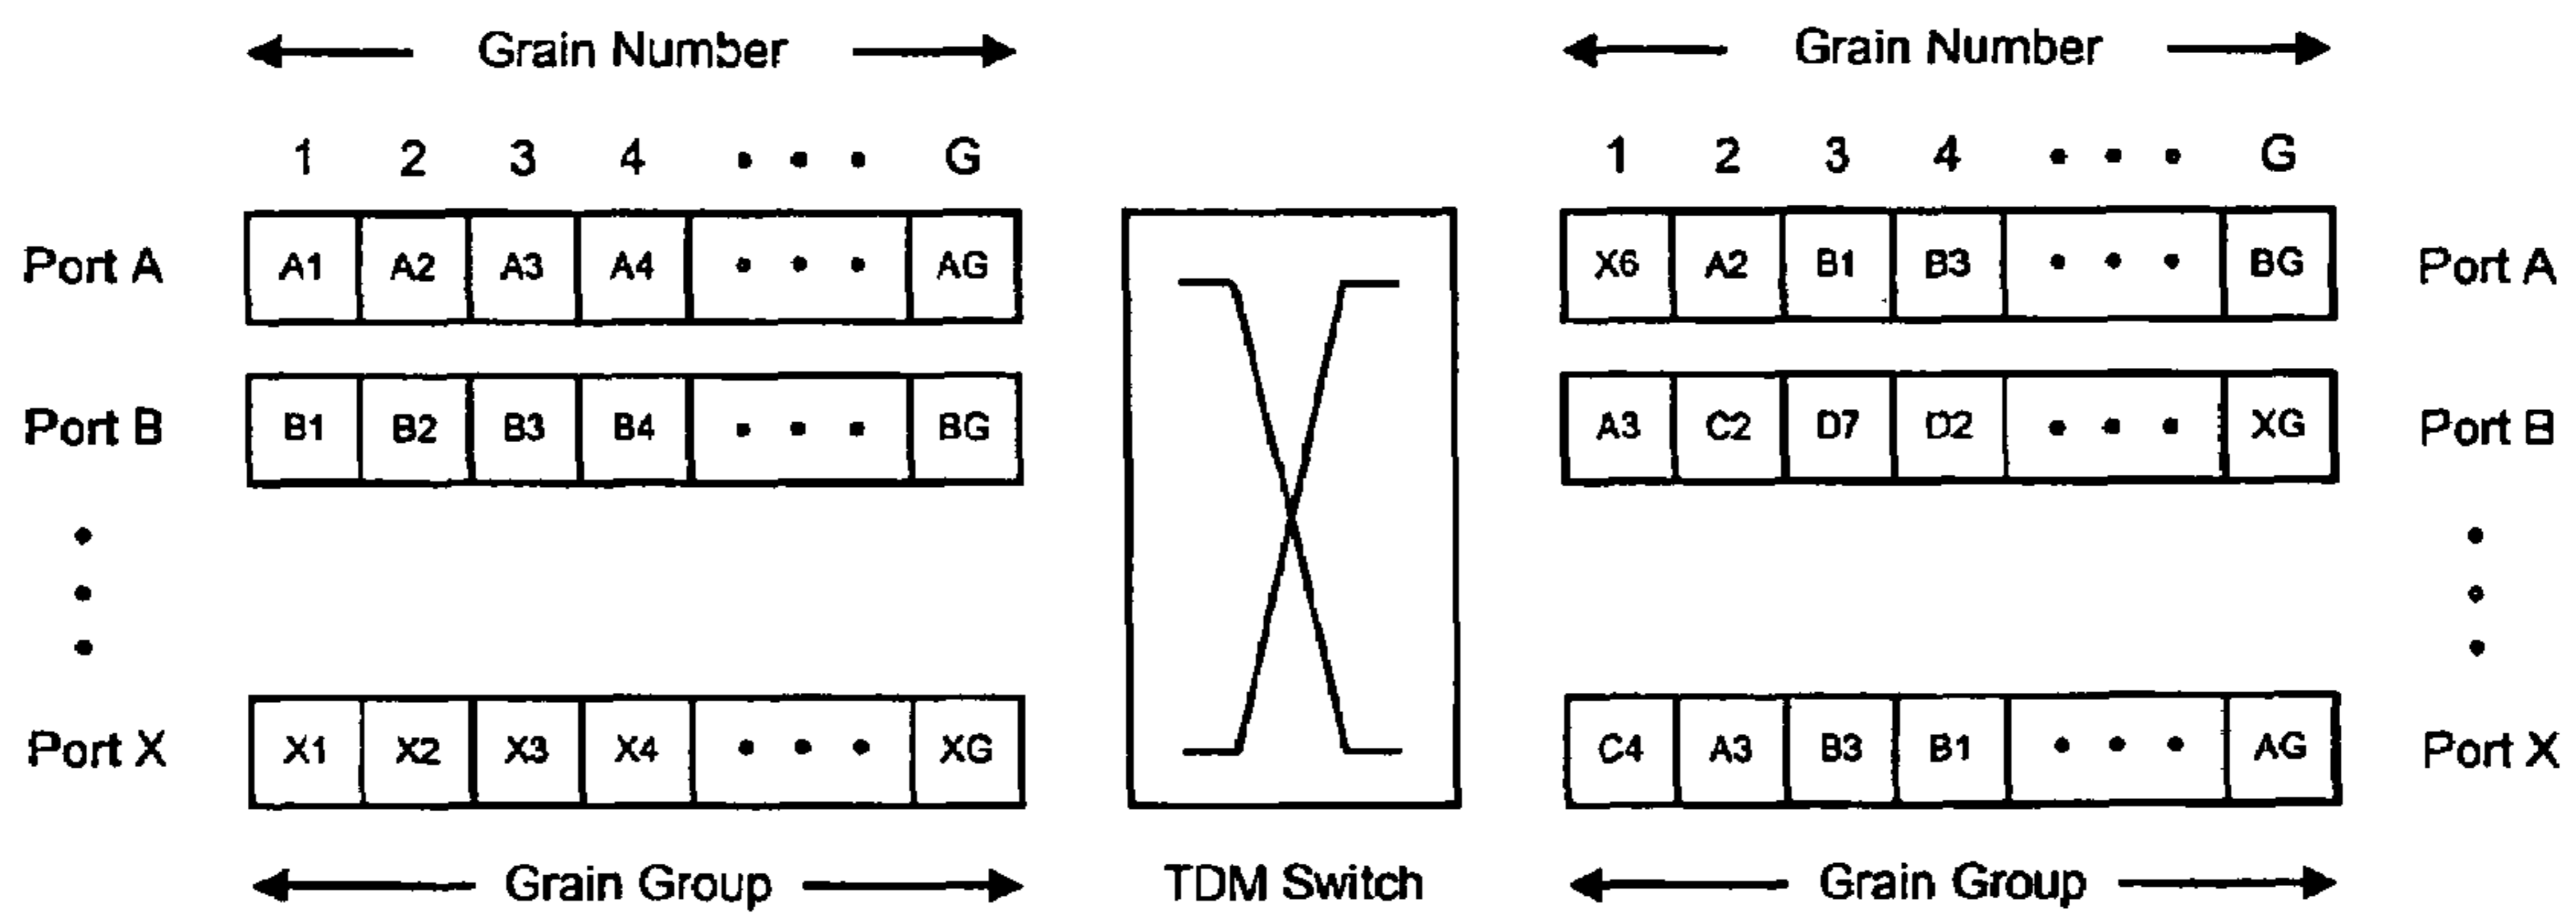 Grain Number Grain Number
1 2 3 4 • • • G 1 2 3 4 • • • G
Port A A1 A2 A3 A4 • • • AG X6 A2 B1 B3 • • • BG Port A
Port B B1 B2 B3 B4 • • • BG A3 C2 D7 D2 • • • XG Port B
Port X X1 X2 X3 X4 • • • XG C4 A3 B3 B1 • • • AG Port X
Grain Group TDM Switch Grain Group